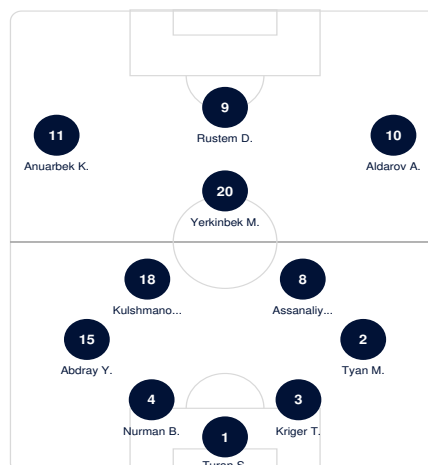 9
11
10
Rustem D.
Anuarbek K.
Aldarov A.
20
Yerkinbek M.
18
8
Kulshmano...
Assanaliy...
15
2
Abdray Y.
Tyan M.
4
3
Nurman B.
Kriger T.
1
Turan S.